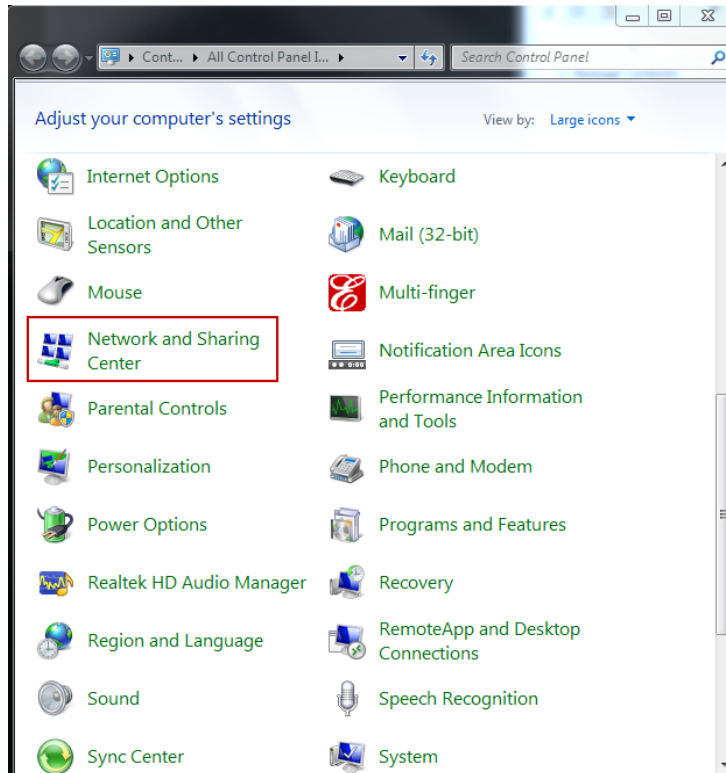 Cont... All Control Panel I... Search Control Panel
Adjust your computer's settings View by: Large icons
Internet Options Keyboard
Location and Other
Sensors
Mail (32-bit)
Mouse Multi-finger
Network and Sharing
Center
Notification Area Icons
Parental Controls
Performance Information
and Tools
Personalization Phone and Modem
Power Options Programs and Features
Realtek HD Audio Manager Recovery
Region and Language
RemoteApp and Desktop
Connections
Sound Speech Recognition
Sync Center System